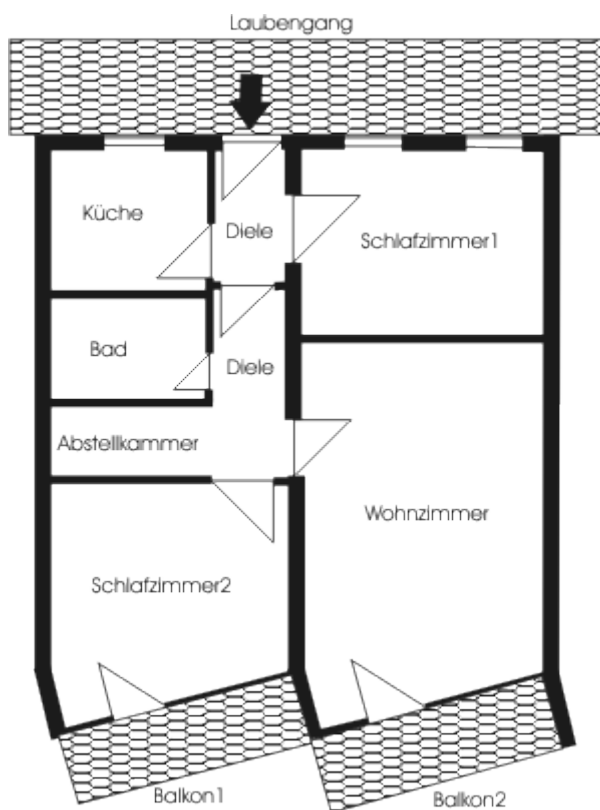 Laubengang
Küche
Diele
Schlafzimmer1
Bad
Diele
Abstellkammer
Wohnzimmer
Schlafzimmer2
Balkon1
Balkon2